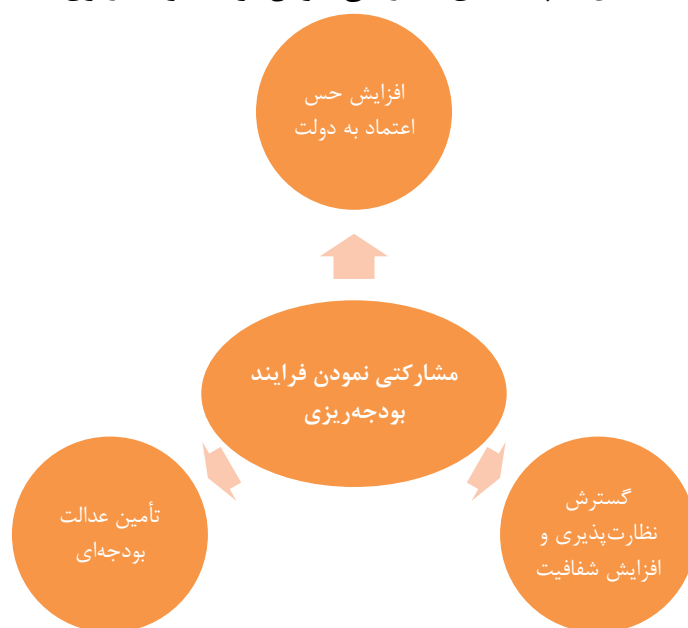 افزایش حس
اعتماد به دولت
مشارکتی نمودن فرایند
بودجه‌ریزی
گسترش
نظارت‌پذیری و
افزایش شفافیت
تأمین عدالت
بودجه‌ای